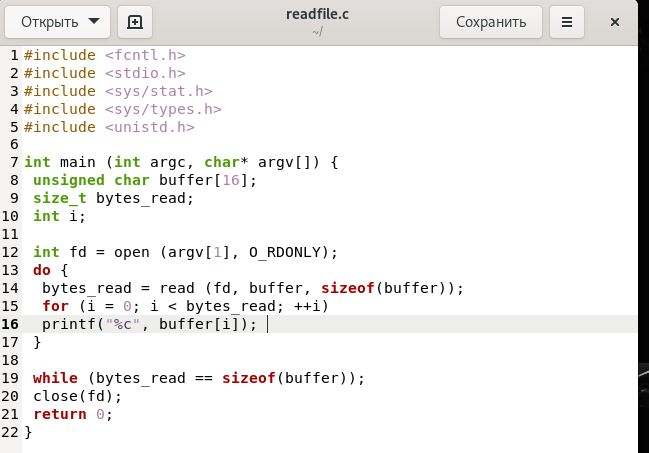 Открыть
readfile.c
~/
Сохранить
1 #include <fcntl.h>
2 #include <stdio.h>
3 #include <sys/stat.h>
4 #include <sys/types.h>
5 #include <unistd.h>
6
7 int main (int argc, char* argv[]) {
8  unsigned char buffer[16];
9  size_t bytes_read;
10  int i;
11
12  int fd = open (argv[1], O_RDONLY);
13  do {
14   bytes_read = read (fd, buffer, sizeof(buffer));
15   for (i = 0; i < bytes_read; ++i)
16   printf("%c", buffer[i]);
17  }
18
19  while (bytes_read == sizeof(buffer));
20  close(fd);
21  return 0;
22 }